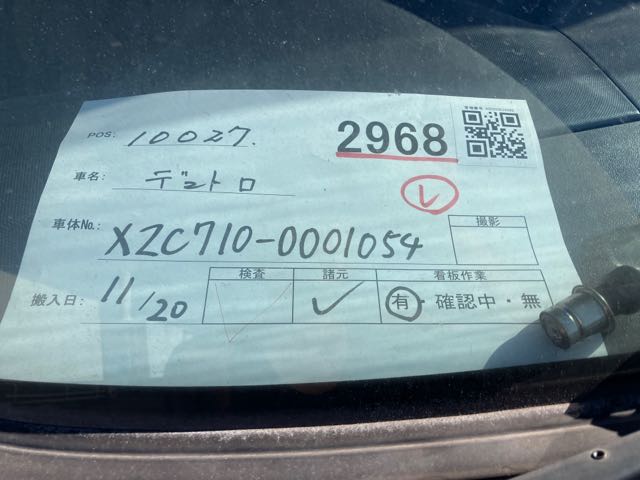 POS: 10027.
2968
車名: デュトロ
レ
車体No.: XZC710-0001054
撮影
搬入日: 11/20
検査 諸元 看板作業
有・確認中・無